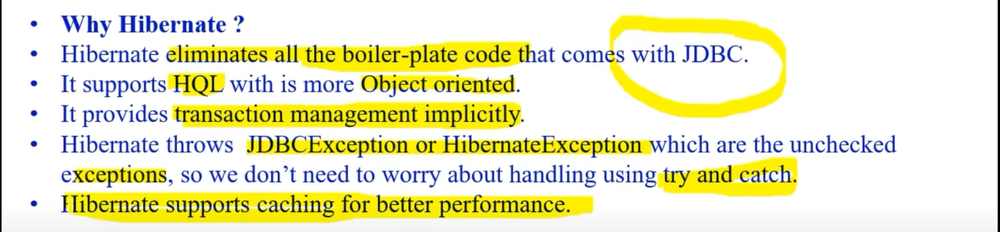 • Why Hibernate ?
• Hibernate eliminates all the boiler-plate code that comes with JDBC.
• It supports HQL with is more Object oriented.
• It provides transaction management implicitly.
• Hibernate throws JDBCException or HibernateException which are the unchecked
exceptions, so we don’t need to worry about handling using try and catch.
• Hibernate supports caching for better performance.